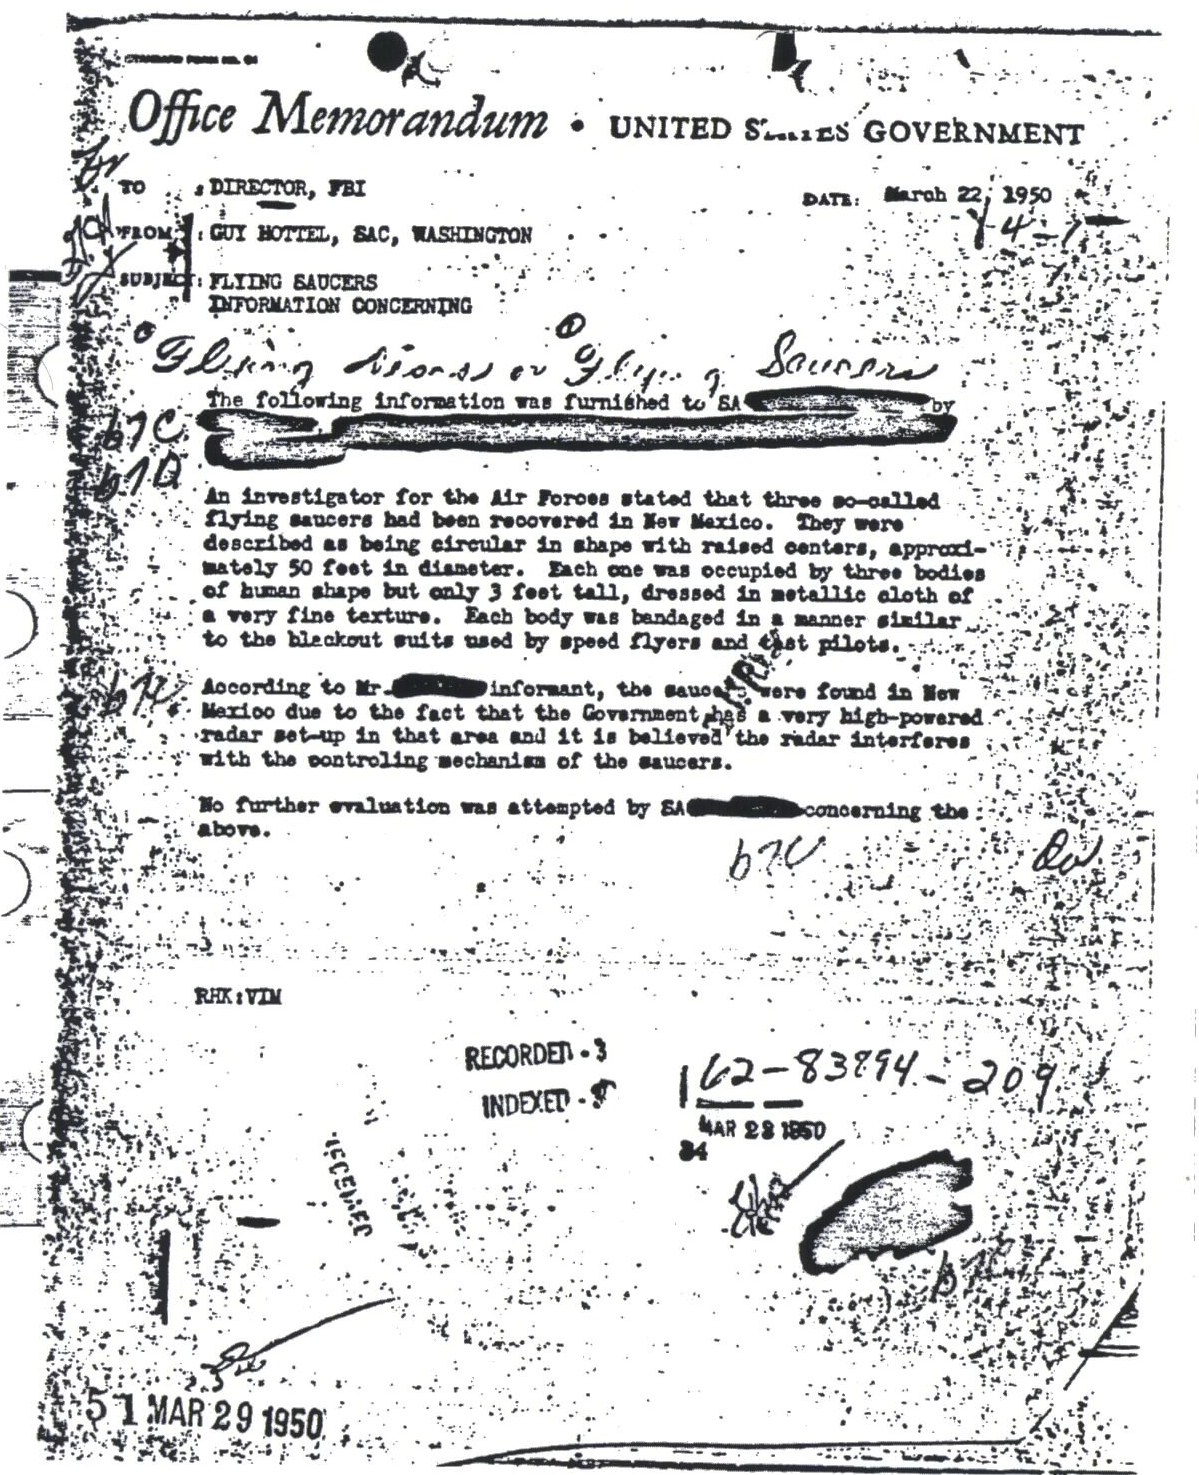 STANDARD FORM NO. 64
Office Memorandum • UNITED STATES GOVERNMENT
TO : DIRECTOR, FBI
DATE: March 22, 1950
FROM : GUY HOTTEL, SAC, WASHINGTON
SUBJECT: FLYING SAUCERS
INFORMATION CONCERNING
Flying Discs or Flying Saucers
The following information was furnished to SA by
b7C
b7D
An investigator for the Air Forces stated that three so-called
flying saucers had been recovered in New Mexico. They were
described as being circular in shape with raised centers, approxi-
mately 50 feet in diameter. Each one was occupied by three bodies
of human shape but only 3 feet tall, dressed in metallic cloth of
a very fine texture. Each body was bandaged in a manner similar
to the blackout suits used by speed flyers and test pilots.
b7C
According to Mr. informant, the saucers were found in New
Mexico due to the fact that the Government has a very high-powered
radar set-up in that area and it is believed the radar interferes
with the controling mechanism of the saucers.
No further evaluation was attempted by SA concerning the
above.
b7C
RHK:VIM
RECORDED - 3
162-83894-209
INDEXED -
MAR 28 1950
34
RECEIVED
b7C
51 MAR 29 1950